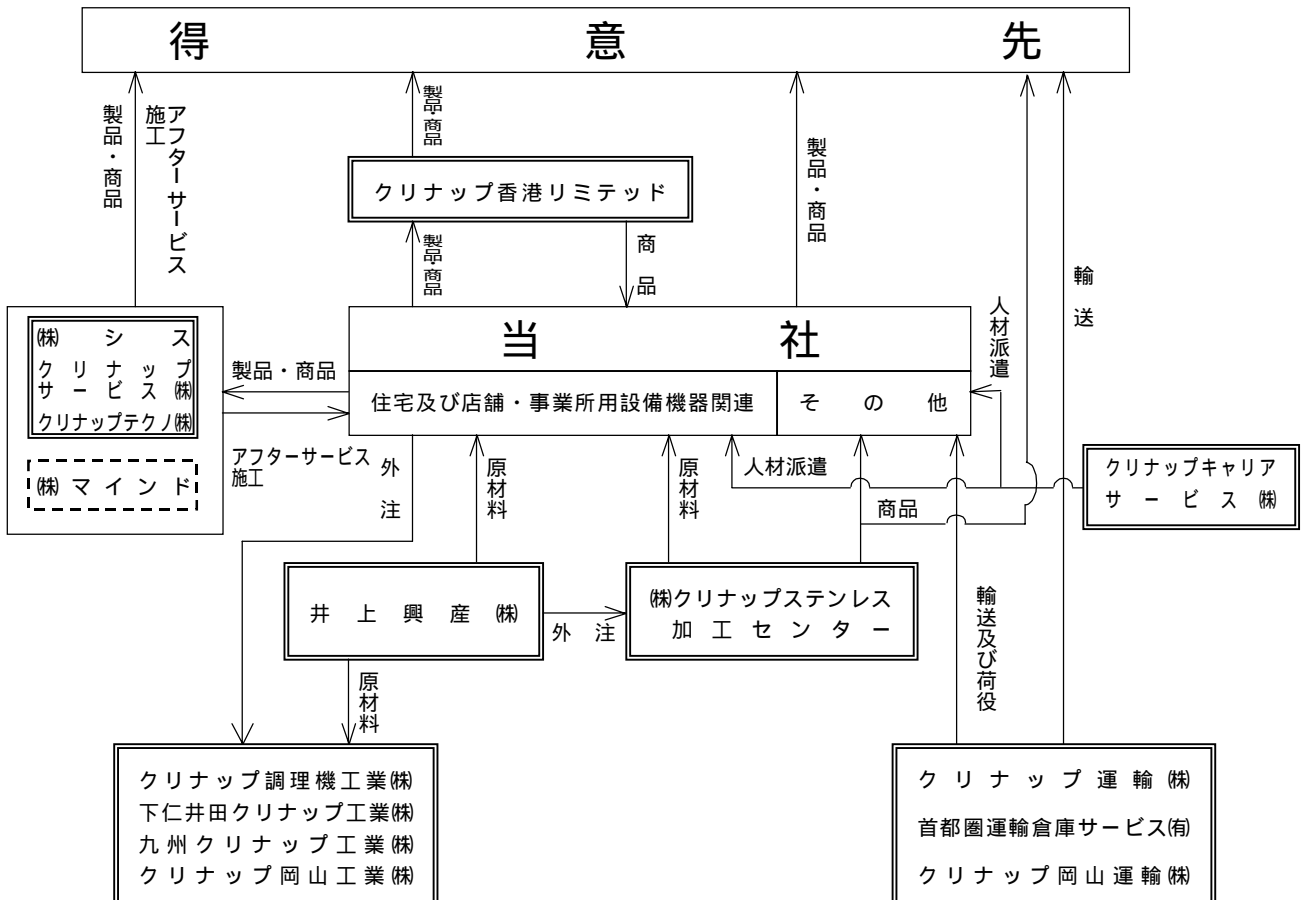 得意先
製品・商品
施工
アフターサービス
製品・商品
製品・商品
クリナップ香港リミテッド
製品・商品
商品
輸送
人材派遣
当社
住宅及び店舗・事業所用設備機器関連
その他
㈱シス
クリナップ
サービス㈱
クリナップテクノ㈱
㈱マインド
製品・商品
アフターサービス
施工
外注
原材料
原材料
人材派遣
商品
クリナップキャリア
サービス㈱
井上興産㈱
外注
㈱クリナップステンレス
加工センター
輸送及び荷役
原材料
クリナップ調理機工業㈱
下仁井田クリナップ工業㈱
九州クリナップ工業㈱
クリナップ岡山工業㈱
クリナップ運輸㈱
首都圏運輸倉庫サービス㈲
クリナップ岡山運輸㈱